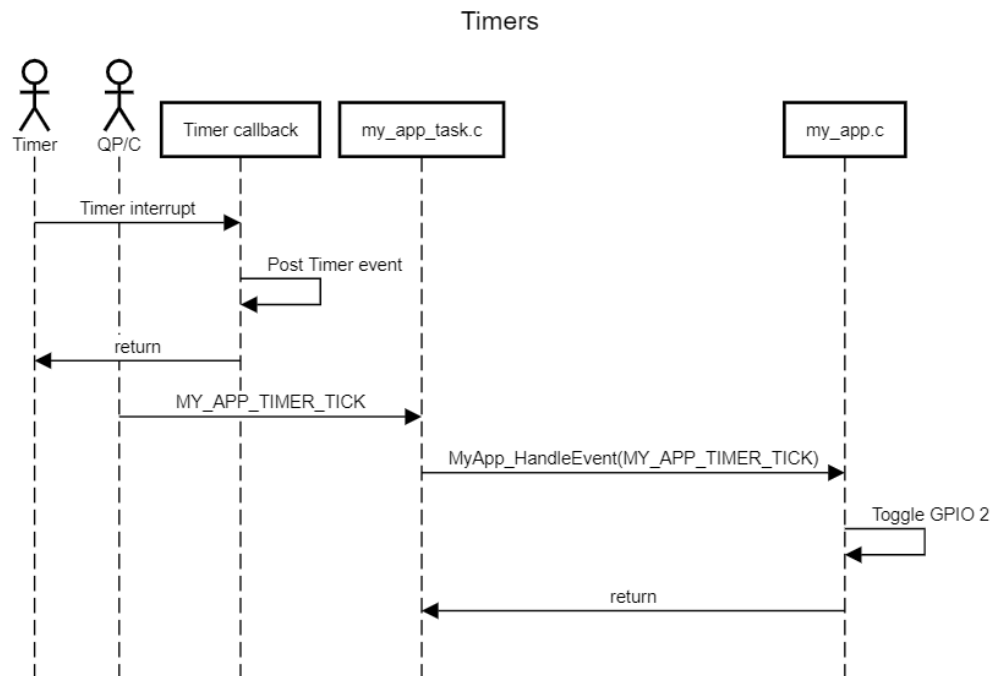 Timers
Timer
QP/C
Timer callback
my_app_task.c
my_app.c
Timer interrupt
Post Timer event
return
MY_APP_TIMER_TICK
MyApp_HandleEvent(MY_APP_TIMER_TICK)
Toggle GPIO 2
return